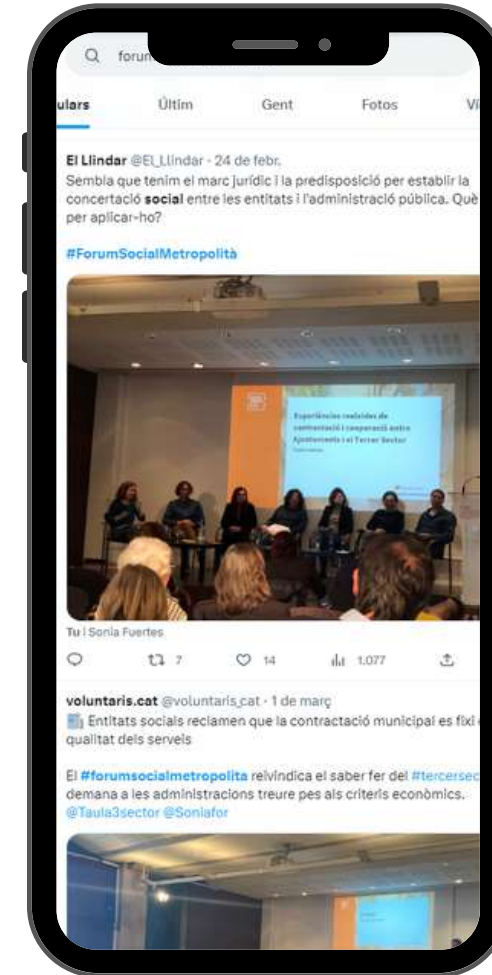 forum
ulars Últim Gent Fotos Ví
El Llindar @El_Llindar · 24 de febr.
Sembla que tenim el marc jurídic i la predisposició per establir la
concertació social entre les entitats i l'administració pública. Què
per aplicar-ho?
#ForumSocialMetropolità
Experiències reeixides de
contractació i cooperació entre
Ajuntaments i el Tercer Sector
Tu i Sonia Fuertes
7 14 1.077
voluntaris.cat @voluntaris_cat · 1 de març
Entitats socials reclamen que la contractació municipal es fixi
qualitat dels serveis
El #forumsocialmetropolita reivindica el saber fer del #tercersec
demana a les administracions treure pes als criteris econòmics.
@Taula3sector @Soniafor